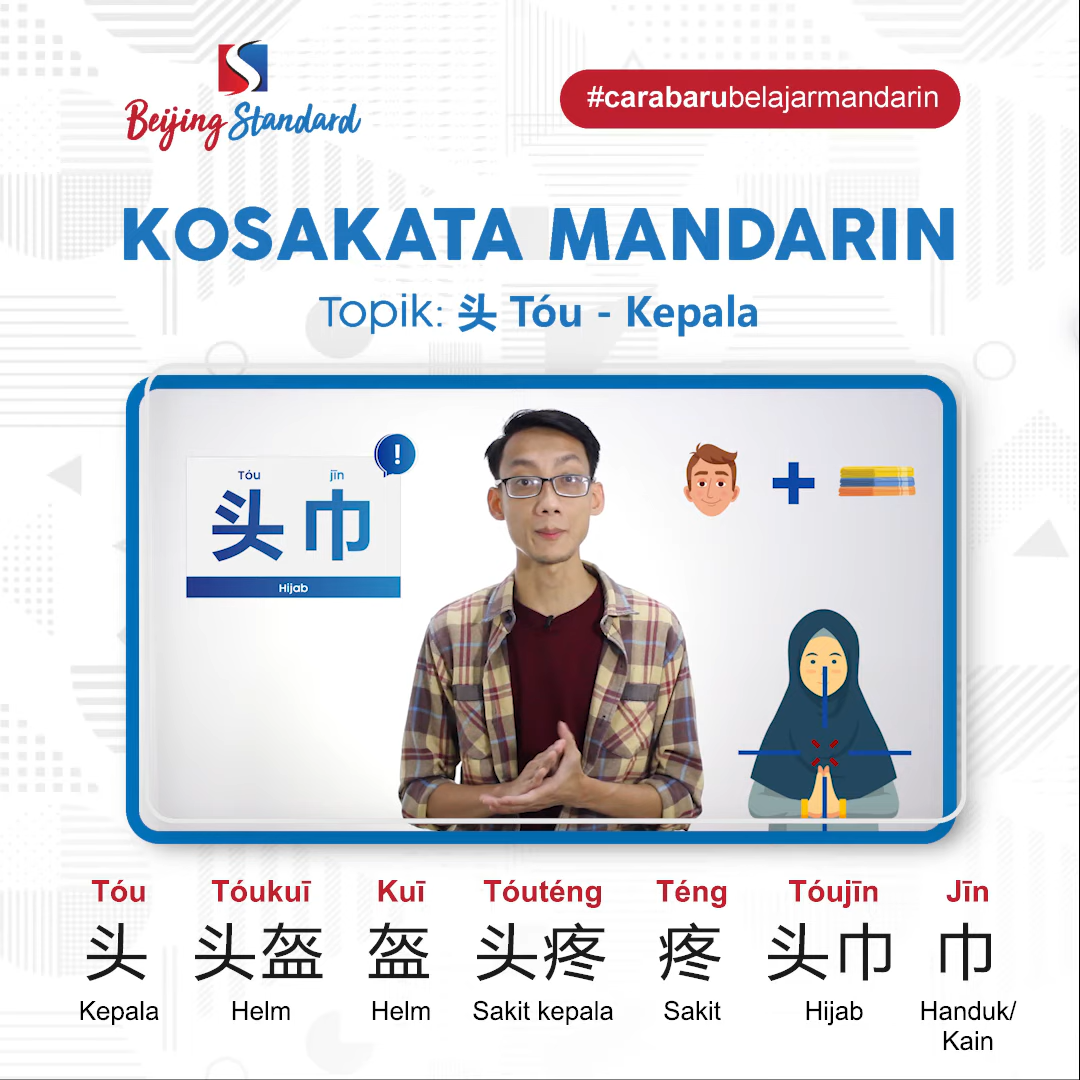 Beijing Standard
#carabarubelajarmandarin
KOSAKATA MANDARIN
Topik: 头 Tóu - Kepala
Tóu jīn
头巾
!
Hijab
Tóu Tóukuī Kuī Tóuténg Téng Tóujīn Jīn
头 头盔 盔 头疼 疼 头巾 巾
Kepala Helm Helm Sakit kepala Sakit Hijab Handuk/
Kain